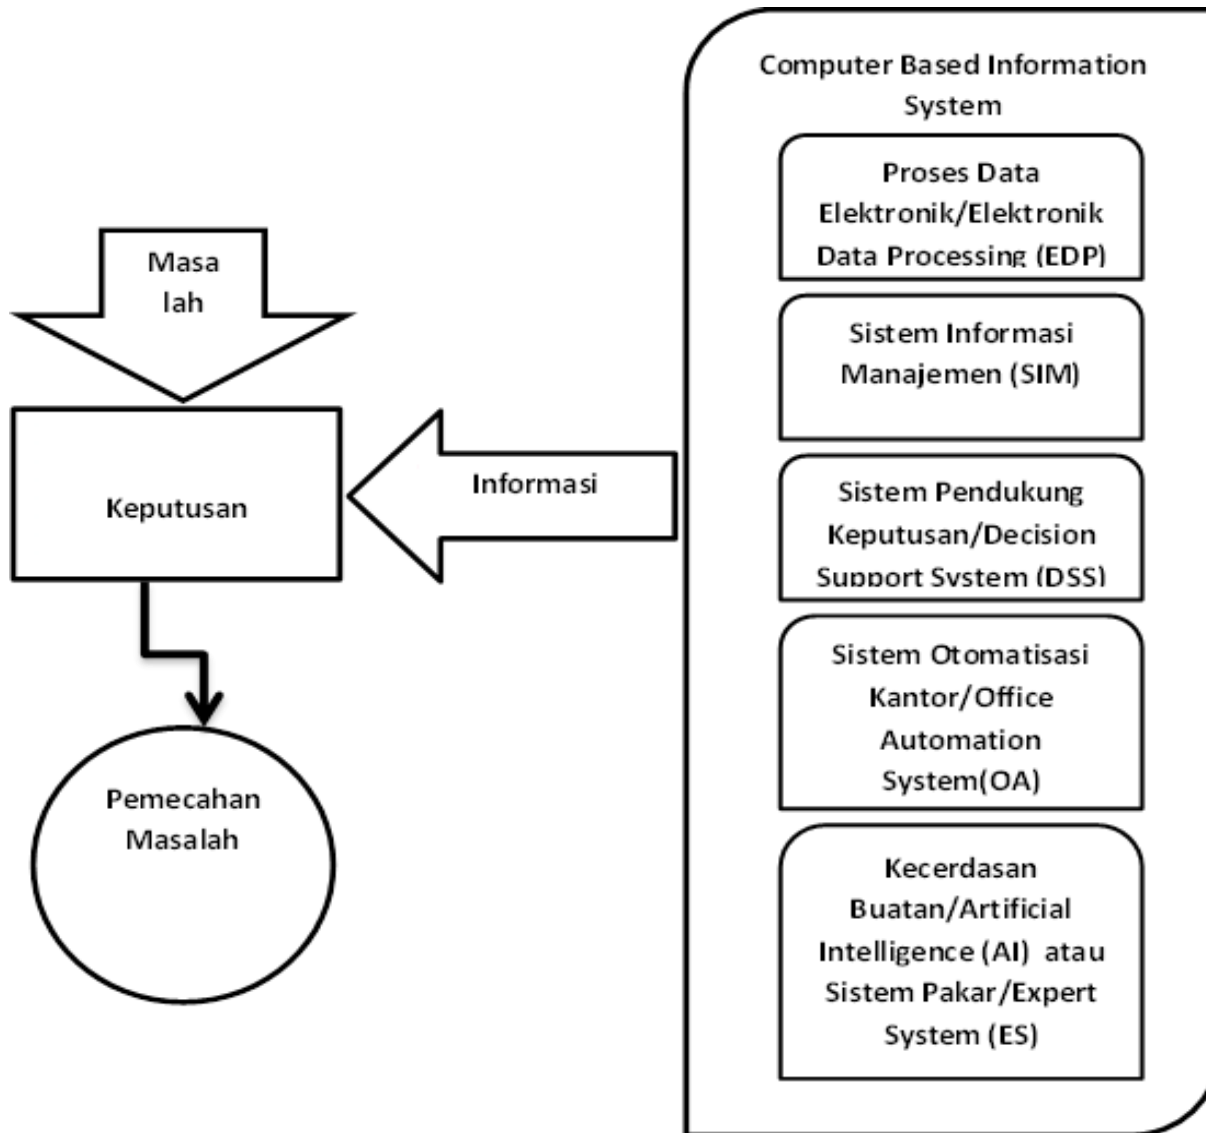 Computer Based Information
System
Proses Data
Elektronik/Elektronik
Data Processing (EDP)
Sistem Informasi
Manajemen (SIM)
Sistem Pendukung
Keputusan/Decision
Support System (DSS)
Sistem Otomatisasi
Kantor/Office
Automation
System(OA)
Kecerdasan
Buatan/Artificial
Intelligence (AI) atau
Sistem Pakar/Expert
System (ES)
Masa
lah
Keputusan
Informasi
Pemecahan
Masalah